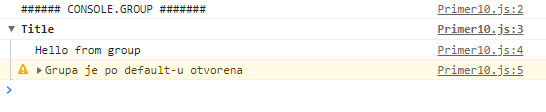 ###### CONSOLE.GROUP ####### Primer10.js:2
Title Primer10.js:3
Hello from group Primer10.js:4
Grupa je po default-u otvorena Primer10.js:5